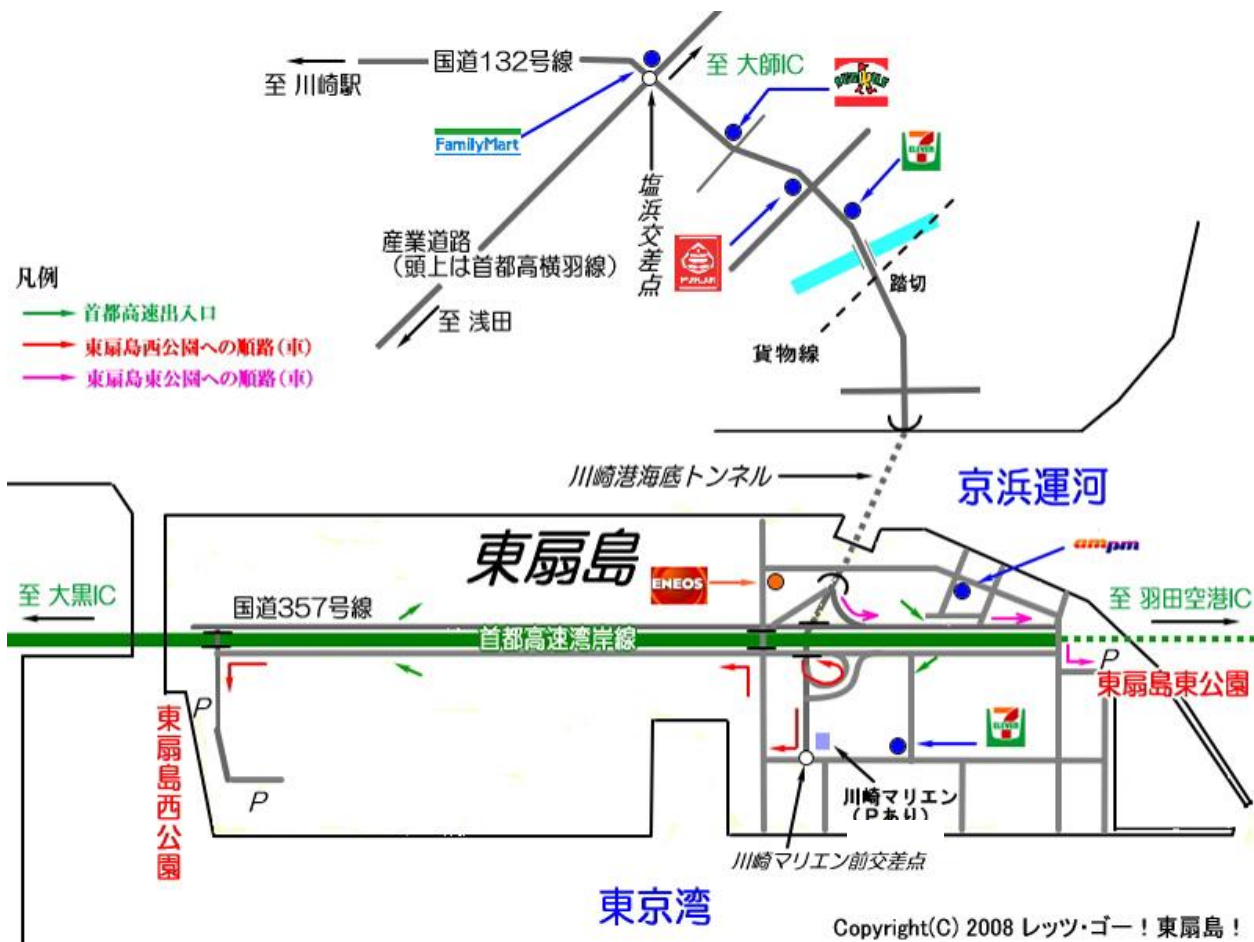 国道132号線
至 川崎駅
至 大師IC
FamilyMart
塩浜交差点
7
ELEVEN
産業道路
(頭上は首都高横羽線)
踏切
至 浅田
貨物線
凡例
首都高速出入口
東扇島西公園への順路(車)
東扇島東公園への順路(車)
川崎港海底トンネル
京浜運河
東扇島
ampm
ENEOS
至 大黒IC
国道357号線
至 羽田空港IC
首都高速湾岸線
P
東扇島東公園
P
東扇島西公園
7
ELEVEN
P
川崎マリエン
(Pあり)
川崎マリエン前交差点
東京湾
Copyright(C) 2008 レッツ・ゴー！東扇島！